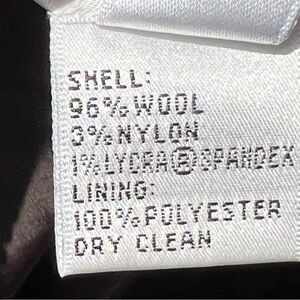 SHELL:
96% WOOL
3% NYLON
1% LYCRA® SPANDEX
LINING:
100% POLYESTER
DRY CLEAN